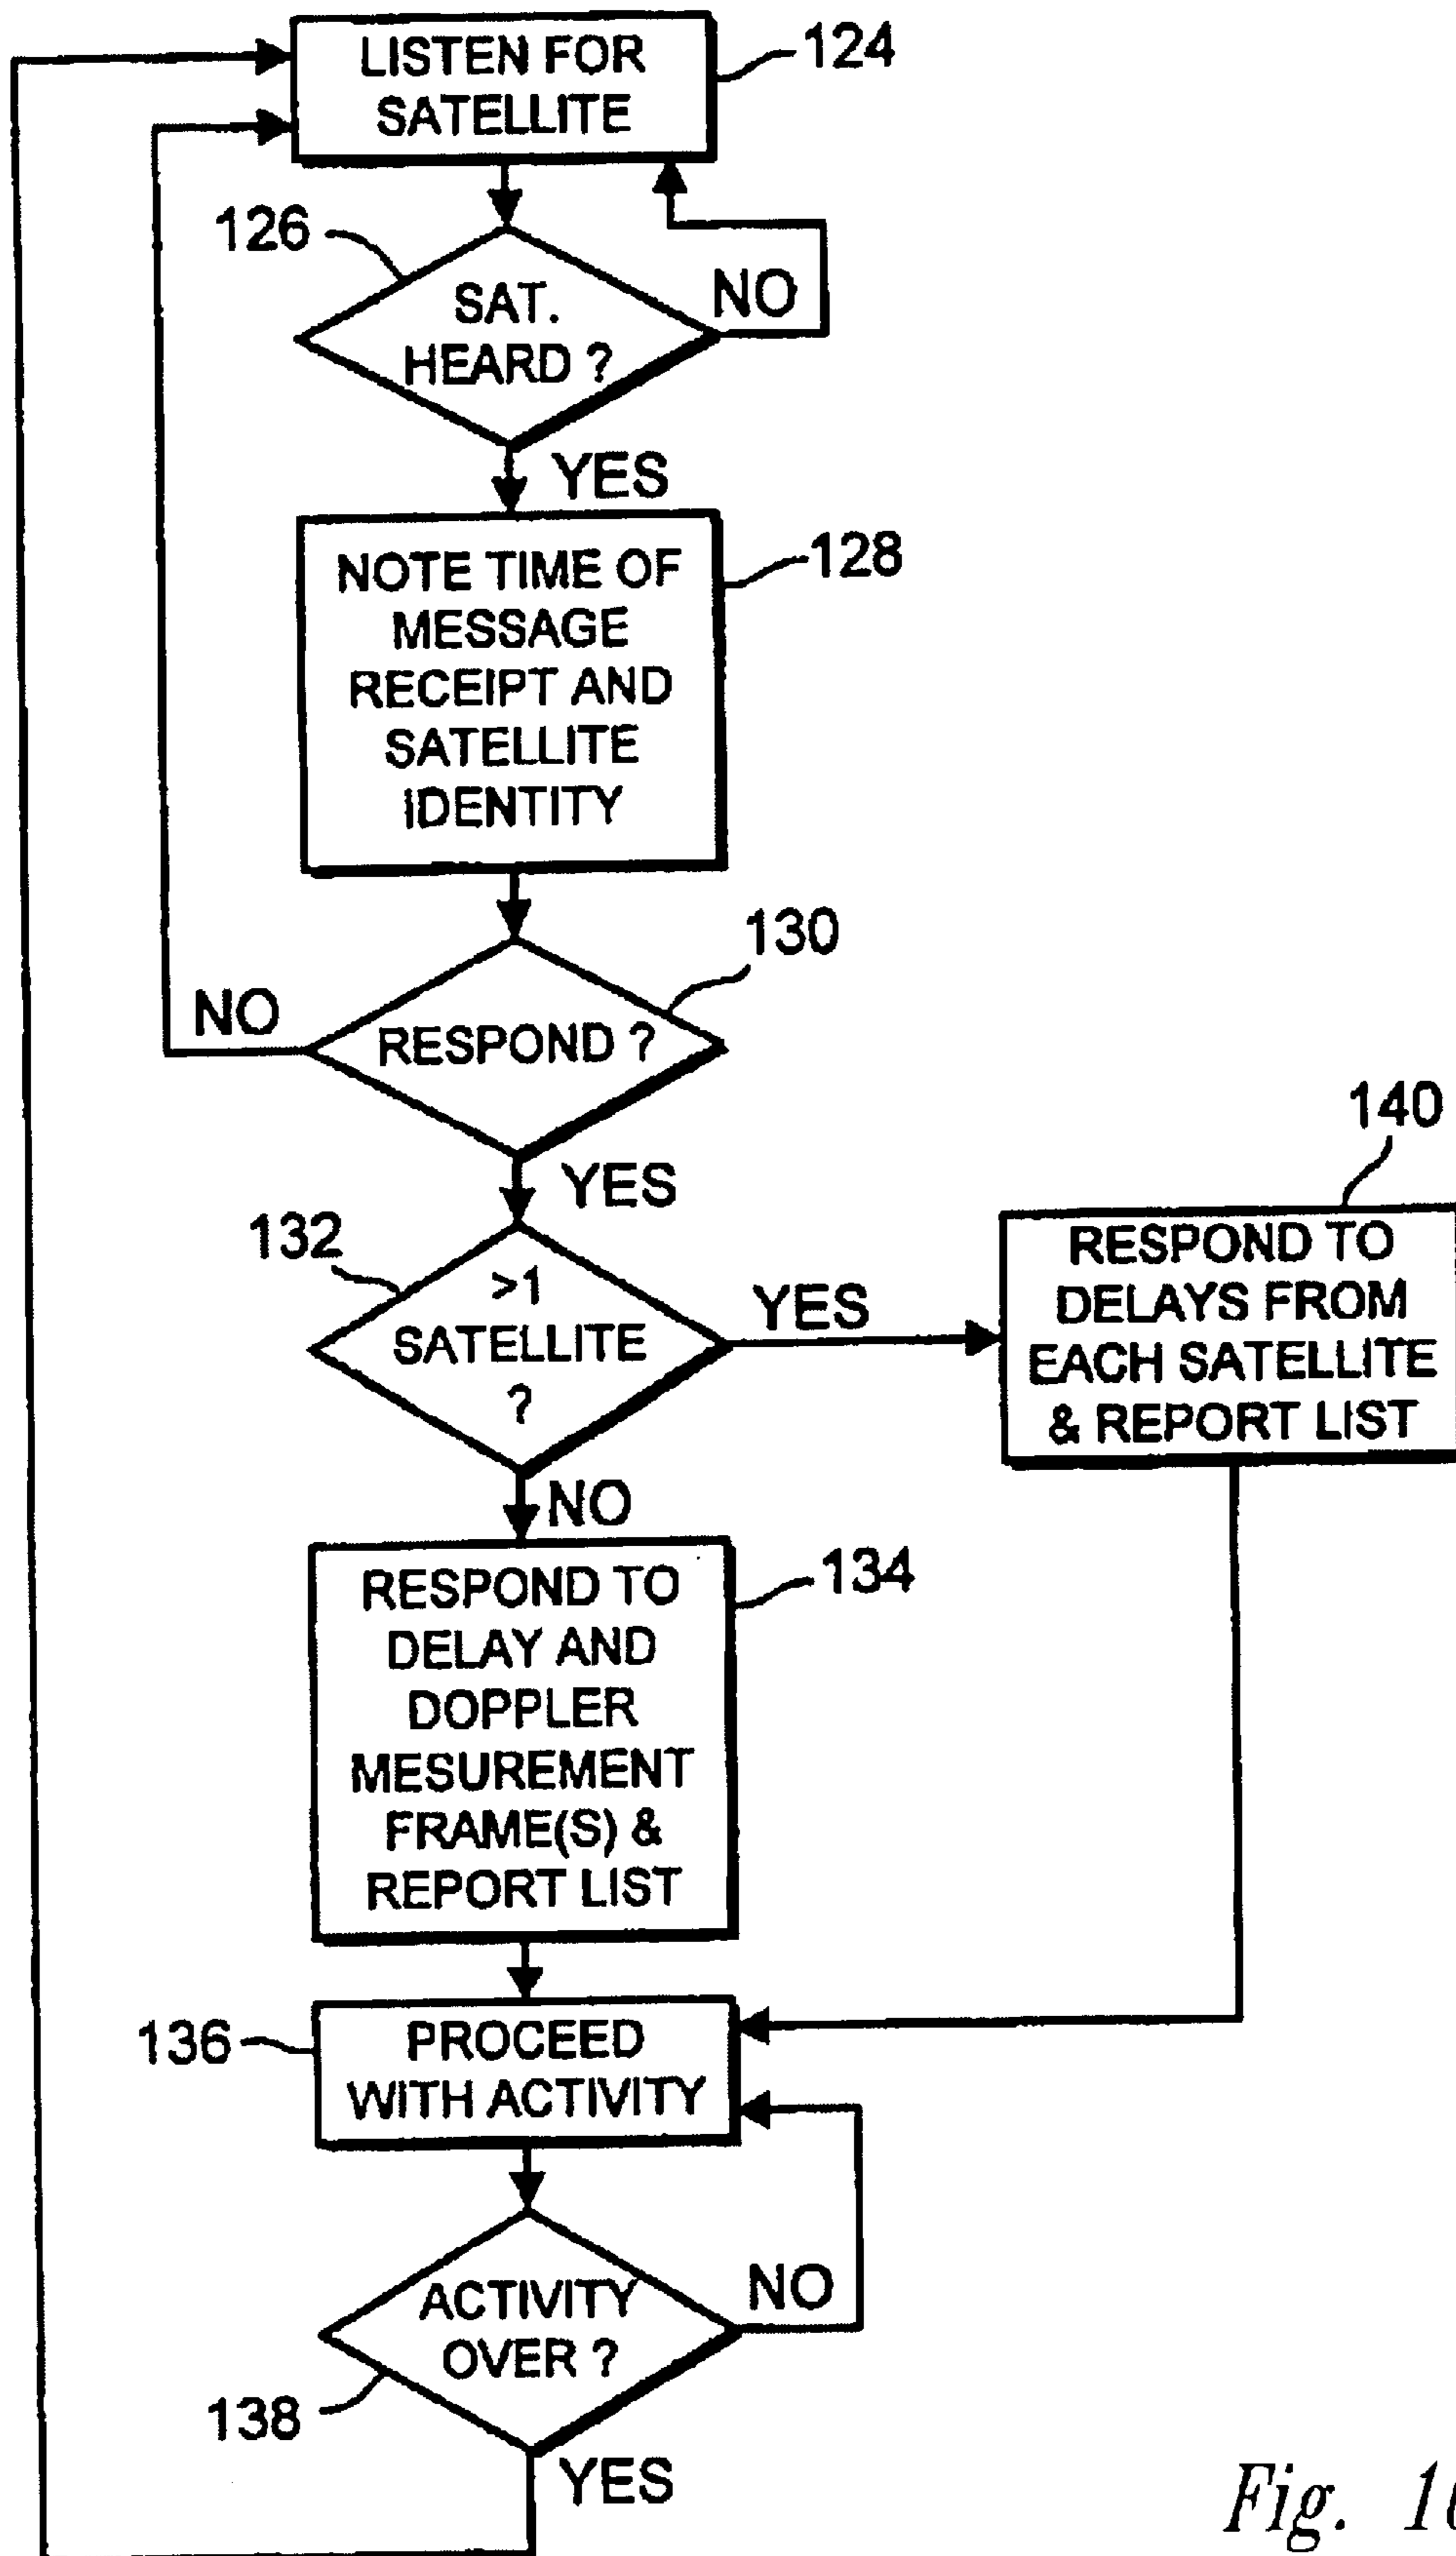 LISTEN FOR
SATELLITE
124
126
SAT.
HEARD ?
NO
YES
NOTE TIME OF
MESSAGE
RECEIPT AND
SATELLITE
IDENTITY
128
130
NO
RESPOND ?
YES
132
>1
SATELLITE
?
YES
140
RESPOND TO
DELAYS FROM
EACH SATELLITE
& REPORT LIST
NO
RESPOND TO
DELAY AND
DOPPLER
MESUREMENT
FRAME(S) &
REPORT LIST
134
136
PROCEED
WITH ACTIVITY
ACTIVITY
OVER ?
NO
138
YES
Fig.